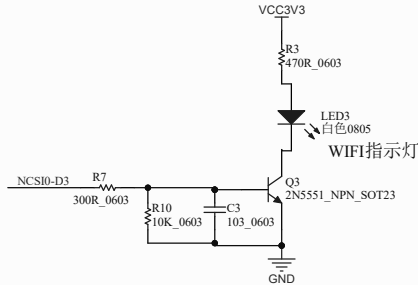 VCC3V3
R3
470R_0603
LED3
白色0805
WIFI指示灯
NCSI0-D3
R7
300R_0603
Q3
2N5551_NPN_SOT23
R10
10K_0603
C3
103_0603
GND